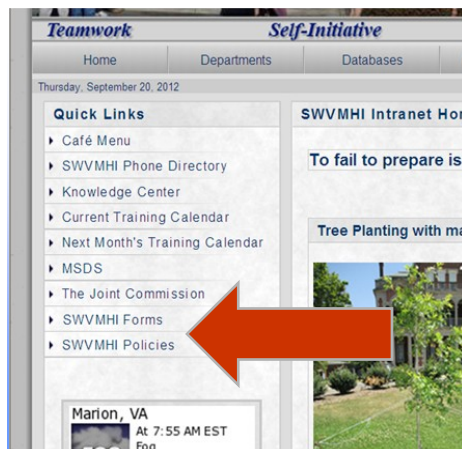 Teamwork Self-Initiative
Home Departments Databases
Thursday, September 20, 2012
Quick Links
Café Menu
SWVMHI Phone Directory
Knowledge Center
Current Training Calendar
Next Month's Training Calendar
MSDS
The Joint Commission
SWVMHI Forms
SWVMHI Policies
Marion, VA
At 7:55 AM EST
Fog
SWVMHI Intranet
To fail to prepare is
Tree Planting with